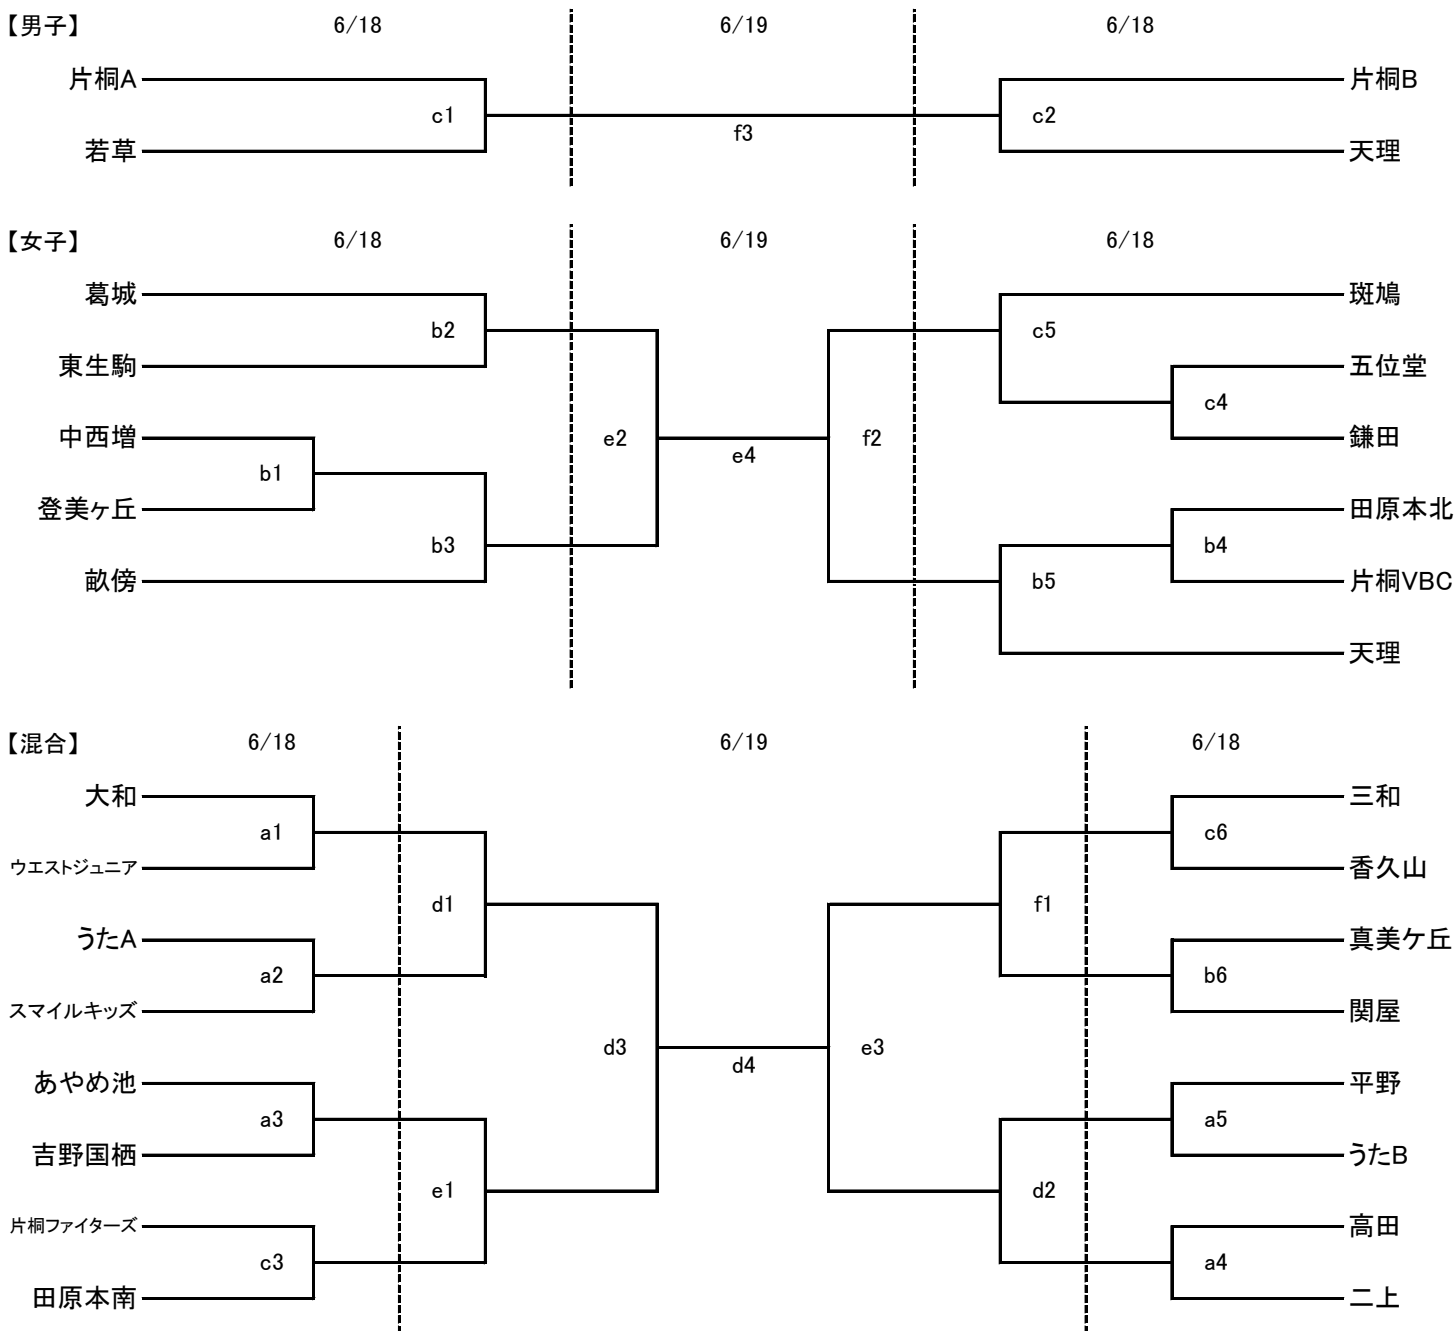 【男子】 6/18 6/19 6/18
片桐A 片桐B
c1 c2
f3
若草 天理
【女子】 6/18 6/19 6/18
葛城 斑鳩
b2 c5
東生駒 五位堂
c4
中西増 e2 f2 鎌田
e4
b1
登美ヶ丘 田原本北
b3 b4
畝傍 b5 片桐VBC
天理
【混合】 6/18 6/19 6/18
大和 三和
a1 c6
ウエストジュニア 香久山
d1 f1
うたA 真美ケ丘
a2 b6
スマイルキッズ 関屋
d3 e3
d4
あやめ池 平野
a3 a5
吉野国栖 うたB
e1 d2
片桐ファイターズ 高田
c3 a4
田原本南 二上